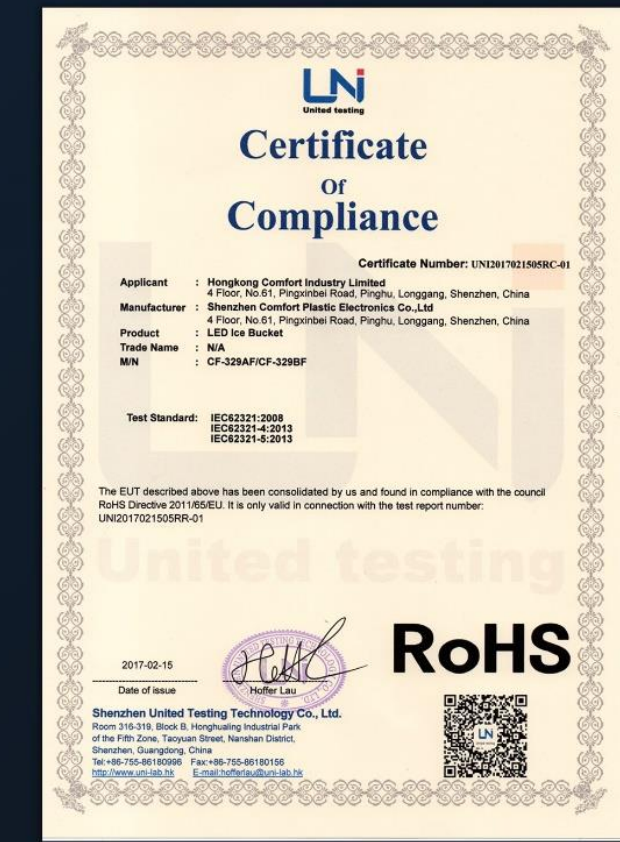 UNi
United testing
Certificate
Of
Compliance
Certificate Number: UNI2017021505RC-01
Applicant : Hongkong Comfort Industry Limited
4 Floor, No.61, Pingxinbei Road, Pinghu, Longgang, Shenzhen, China
Manufacturer : Shenzhen Comfort Plastic Electronics Co.,Ltd
4 Floor, No.61, Pingxinbei Road, Pinghu, Longgang, Shenzhen, China
Product : LED Ice Bucket
Trade Name : N/A
M/N : CF-329AF/CF-329BF
Test Standard: IEC62321:2008
IEC62321-4:2013
IEC62321-5:2013
The EUT described above has been consolidated by us and found in compliance with the council
RoHS Directive 2011/65/EU. It is only valid in connection with the test report number:
UNI2017021505RR-01
United testing
RoHS
2017-02-15
Date of issue
Hoffer Lau
Shenzhen United Testing Technology Co., Ltd.
Room 316-319, Block B, Honghualing Industrial Park
of the Fifth Zone, Taoyuan Street, Nanshan District,
Shenzhen, Guangdong, China
Tel:+86-755-86180996 Fax:+86-755-86180156
http://www.uni-lab.hk E-mail:hofferlau@uni-lab.hk